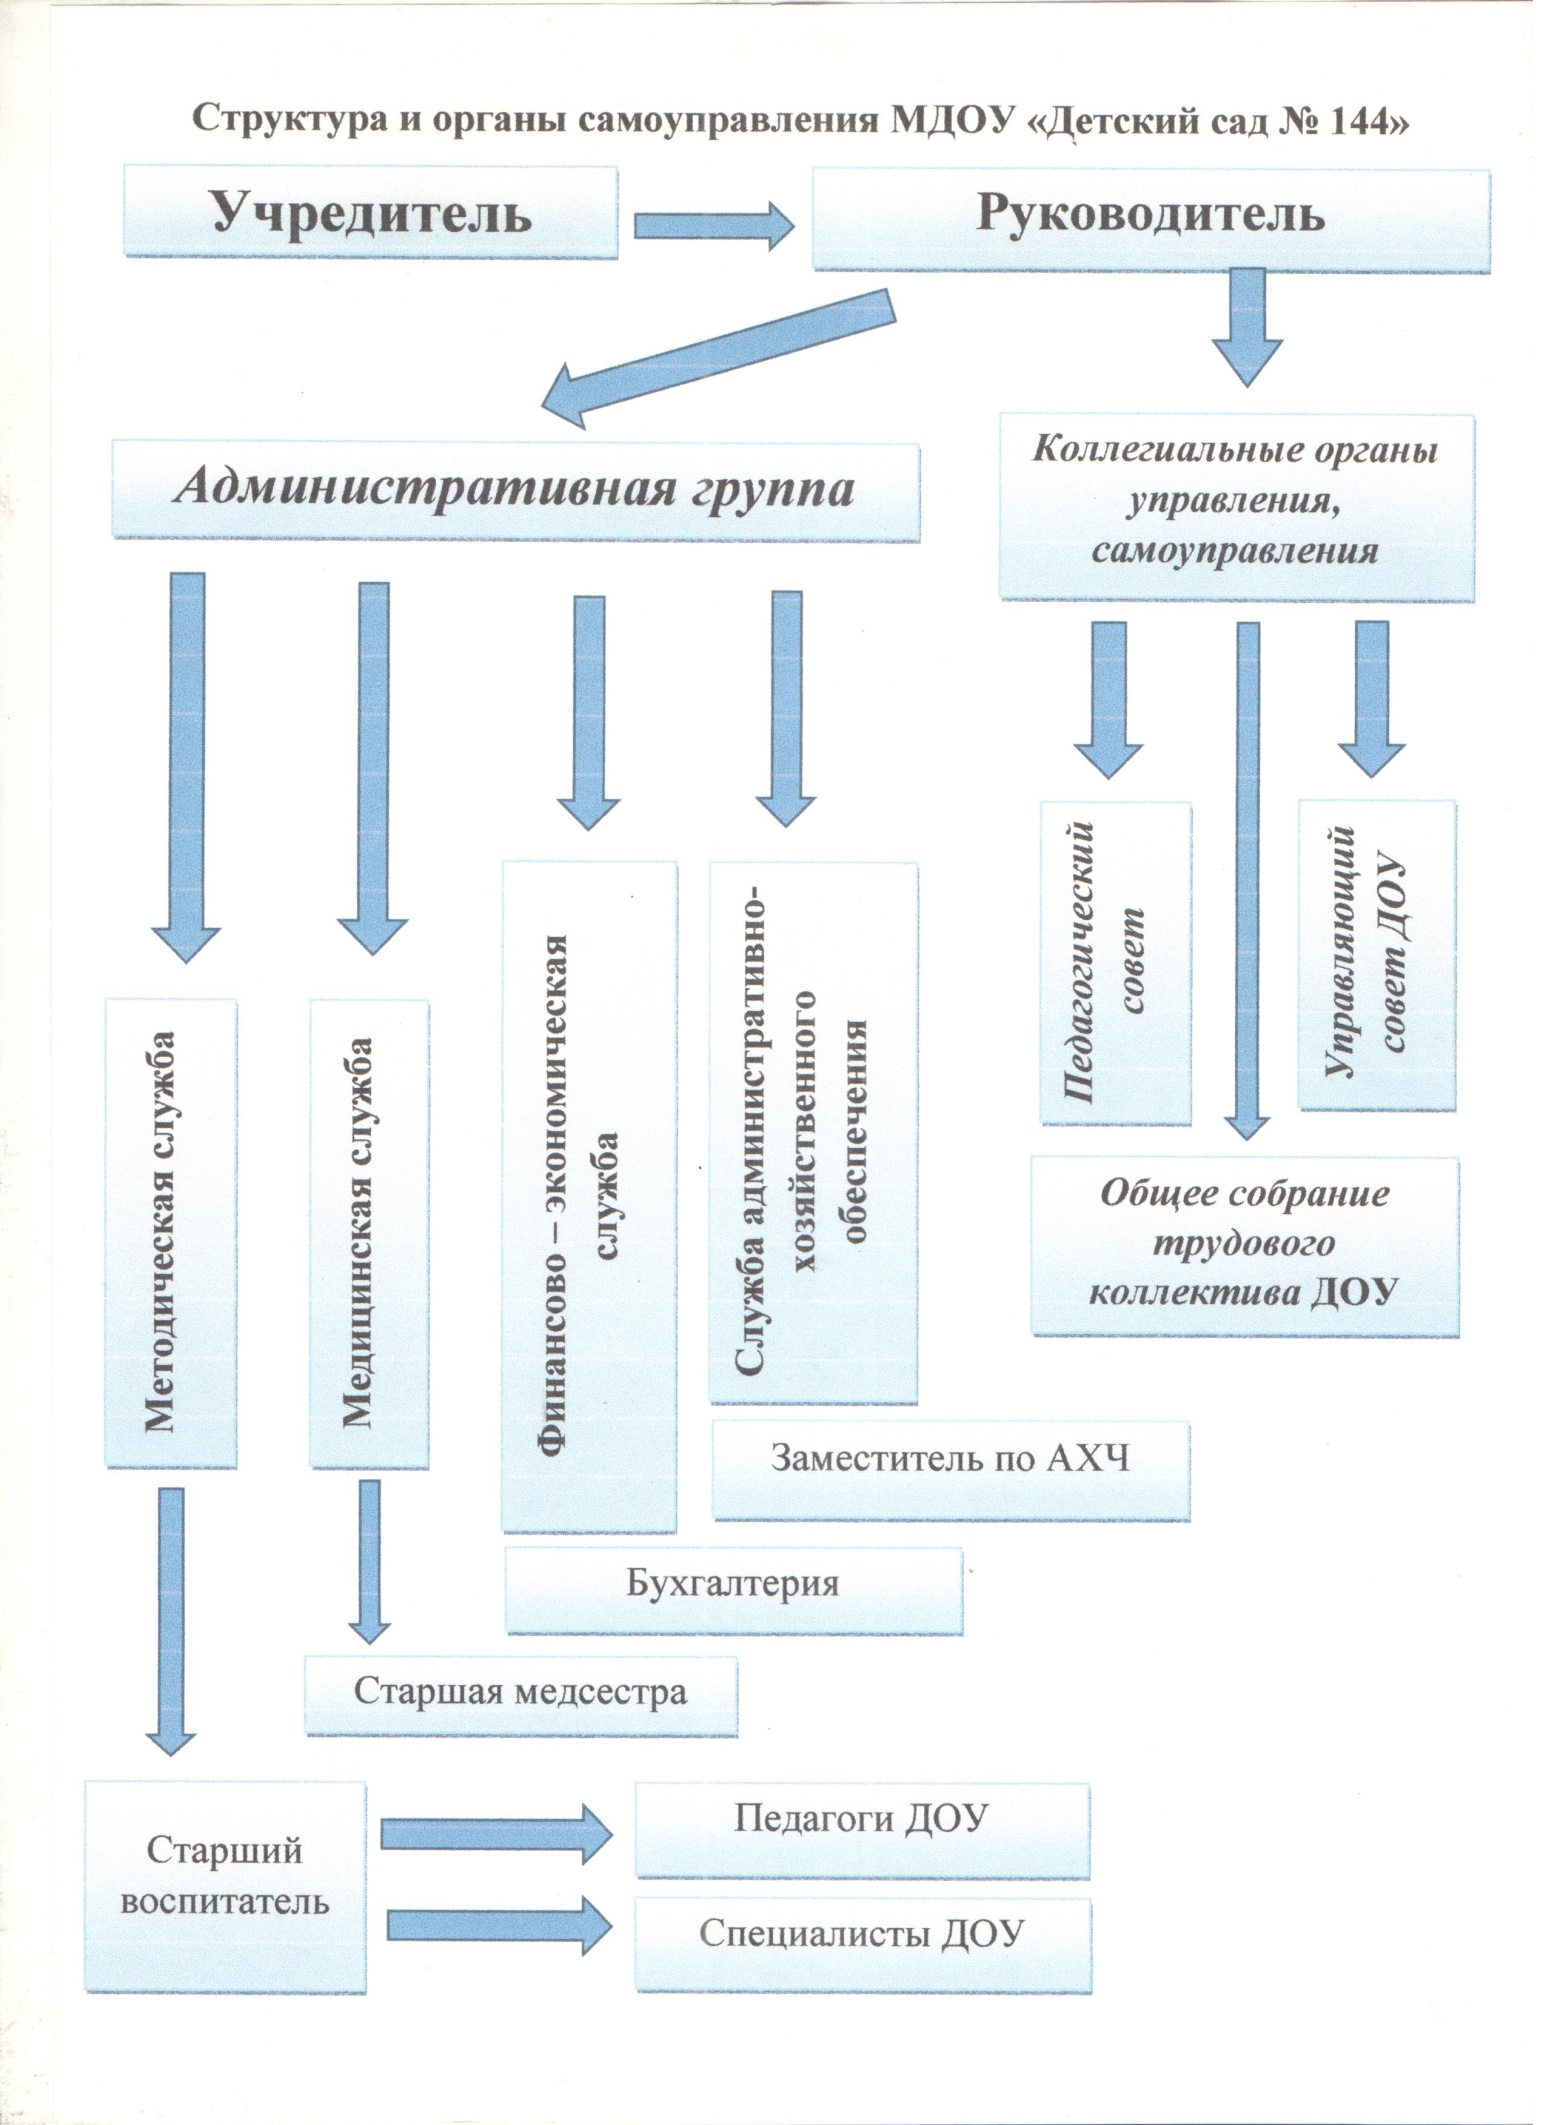 Структура и органы самоуправления МДОУ «Детский сад № 144»
Учредитель
Руководитель
Административная группа
Коллегиальные органы
управления,
самоуправления
Методическая служба
Медицинская служба
Финансово – экономическая
служба
Служба административно-
хозяйственного
обеспечения
Педагогический
совет
Управляющий
совет ДОУ
Общее собрание
трудового
коллектива ДОУ
Заместитель по АХЧ
Бухгалтерия
Старшая медсестра
Старший
воспитатель
Педагоги ДОУ
Специалисты ДОУ